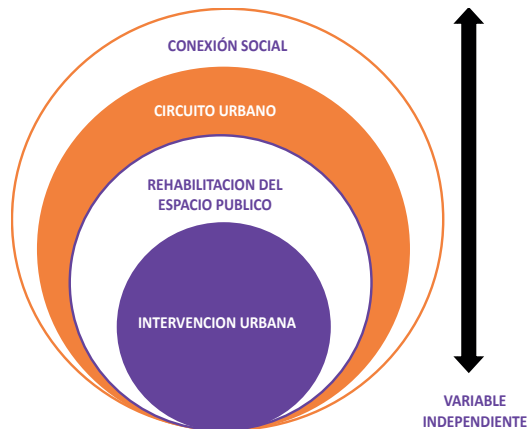 CONEXIÓN SOCIAL
CIRCUITO URBANO
REHABILITACION DEL
ESPACIO PUBLICO
INTERVENCION URBANA
VARIABLE
INDEPENDIENTE